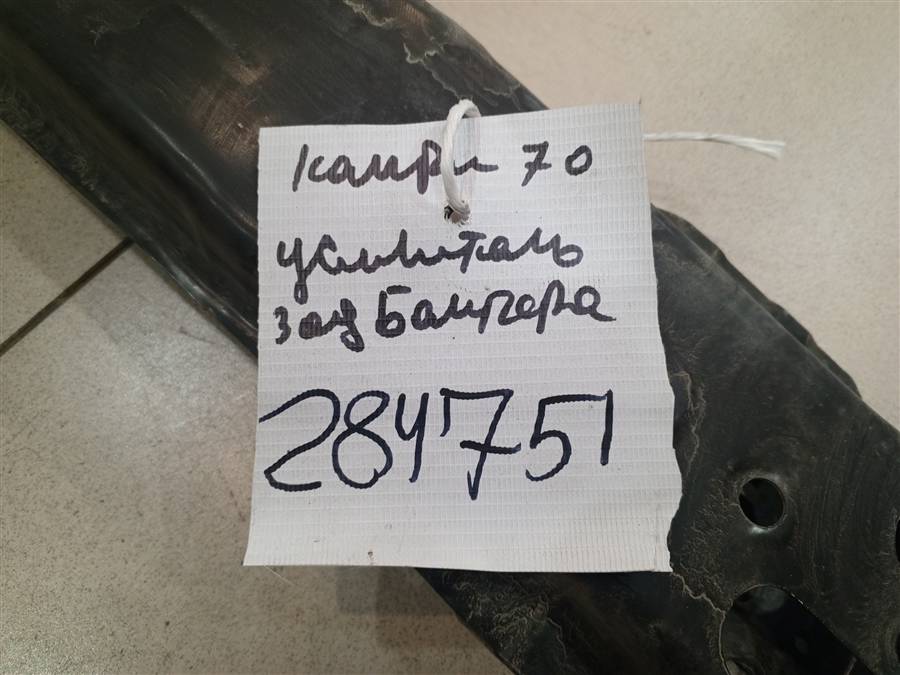 Камри 70
усилитель
зад Бампера
284751